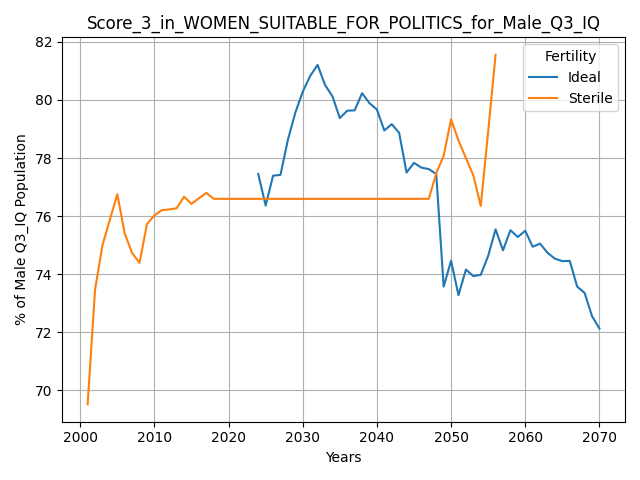 Score_3_in_WOMEN_SUITABLE_FOR_POLITICS_for_Male_Q3_IQ
Fertility
Ideal
Sterile
% of Male Q3_IQ Population
82
80
78
76
74
72
70
2000
2010
2020
2030
2040
2050
2060
2070
Years